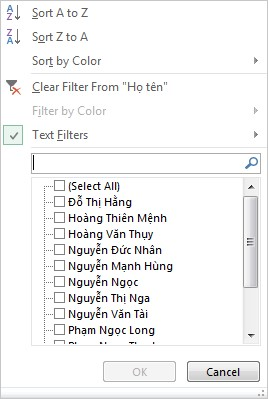 Sort A to Z
Sort Z to A
Sort by Color
Clear Filter From "Họ tên"
Filter by Color
Text Filters
(Select All)
Đỗ Thị Hằng
Hoàng Thiên Mệnh
Hoàng Văn Thụy
Nguyễn Đức Nhân
Nguyễn Mạnh Hùng
Nguyễn Ngọc
Nguyễn Thị Nga
Nguyễn Văn Tài
Phạm Ngọc Long
OK Cancel